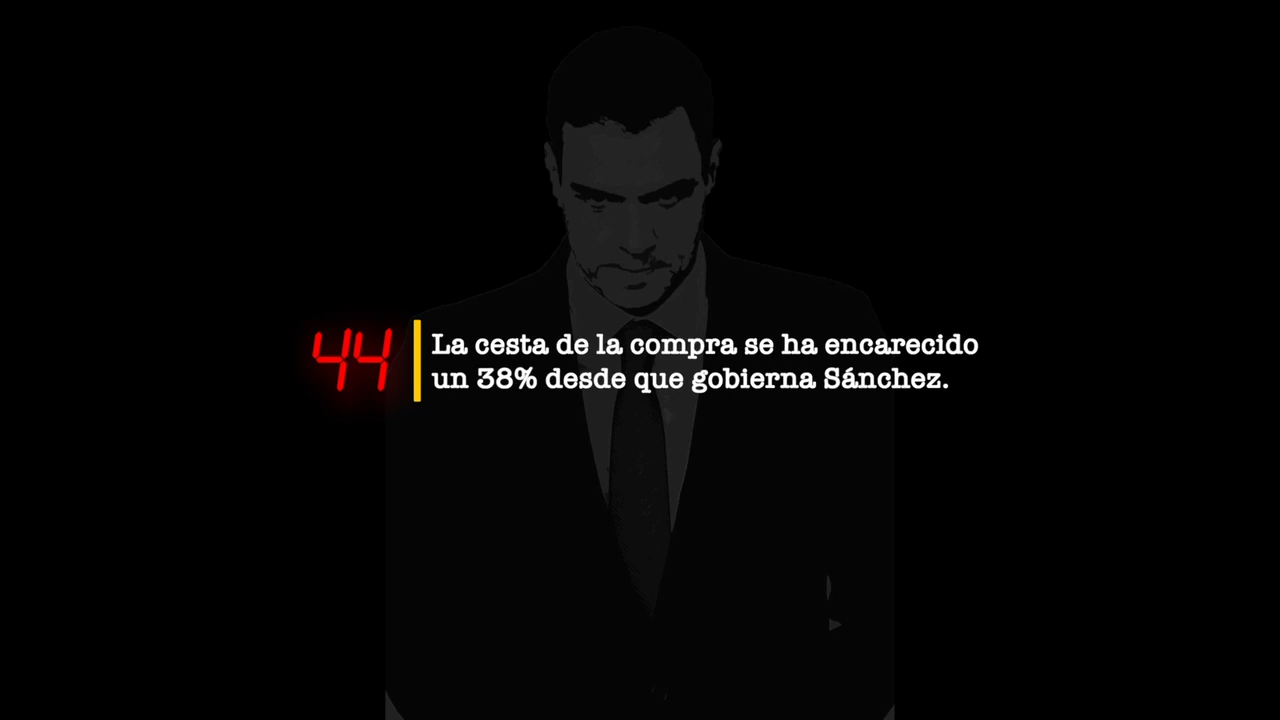 44
La cesta de la compra se ha encarecido
un 38% desde que gobierna Sánchez.